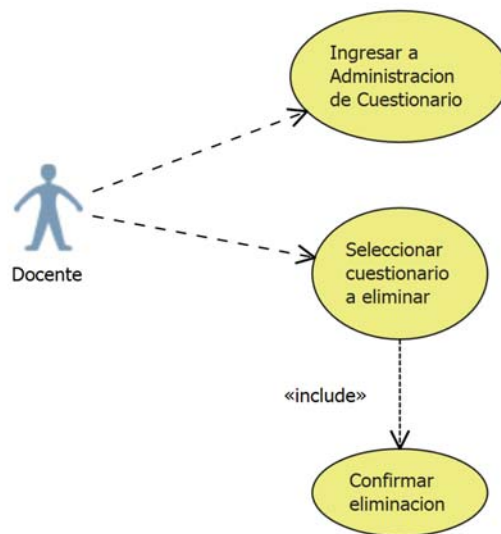 Ingresar a
Administracion
de Cuestionario
Docente
Seleccionar
cuestionario
a eliminar
«include»
Confirmar
eliminacion